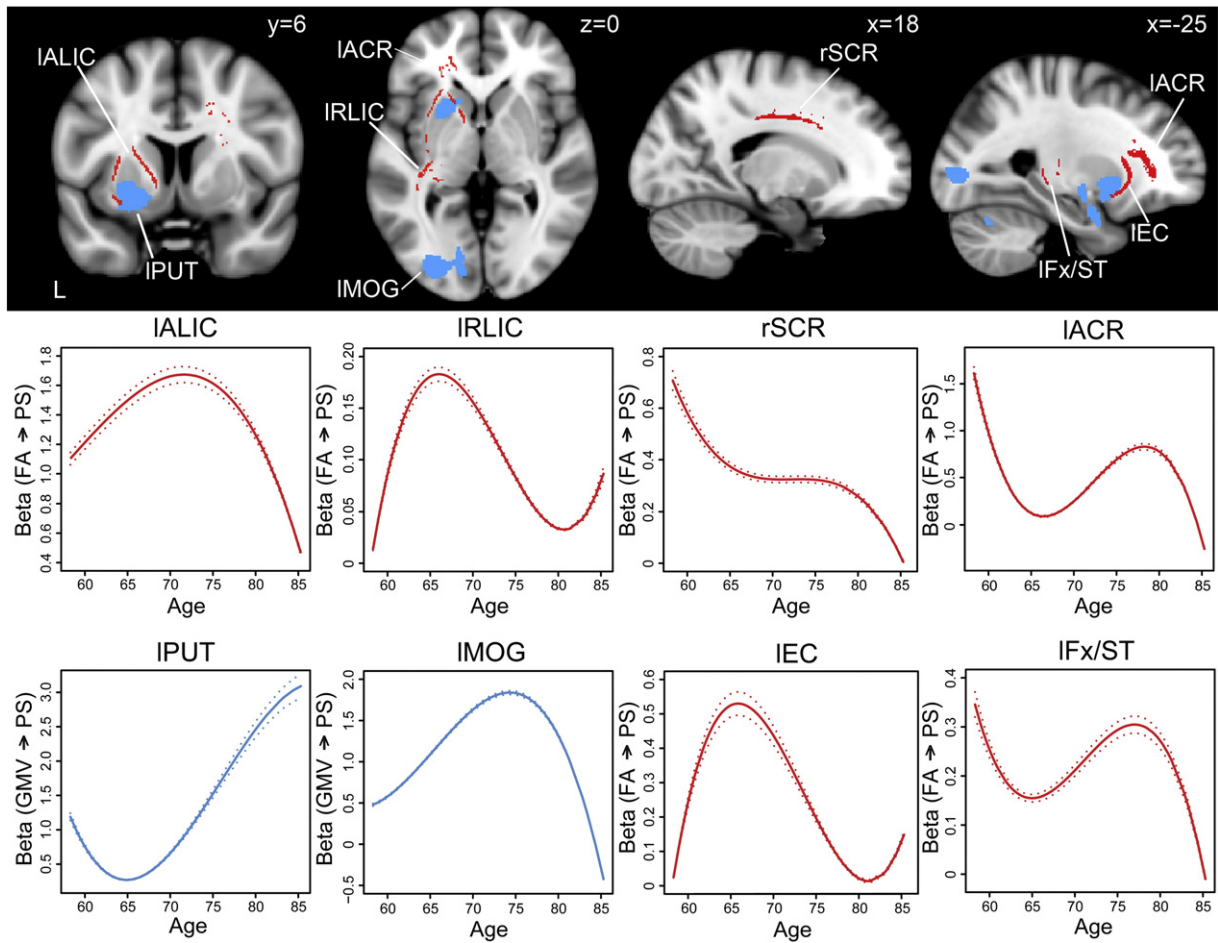 y=6
z=0
x=18
x=-25
lALIC
lACR
rSCR
lACR
lRLIC
lPUT
lMOG
lEC
lFx/ST
L
lALIC
1.8
1.6
1.4
1.2
1.0
0.8
0.6
0.4
Beta (FA → PS)
60 65 70 75 80 85
Age
lRLIC
0.20
0.15
0.10
0.05
0
Beta (FA → PS)
60 65 70 75 80 85
Age
rSCR
0.8
0.6
0.4
0.2
0
Beta (FA → PS)
60 65 70 75 80 85
Age
lACR
1.5
1.0
0.5
0
Beta (FA → PS)
60 65 70 75 80 85
Age
lPUT
3.0
2.5
2.0
1.5
1.0
0.5
Beta (GMV → PS)
60 65 70 75 80 85
Age
lMOG
2.0
1.5
1.0
0.5
0
−0.5
Beta (GMV → PS)
60 65 70 75 80 85
Age
lEC
0.6
0.5
0.4
0.3
0.2
0.1
0
Beta (FA → PS)
60 65 70 75 80 85
Age
lFx/ST
0.4
0.3
0.2
0.1
0
Beta (FA → PS)
60 65 70 75 80 85
Age